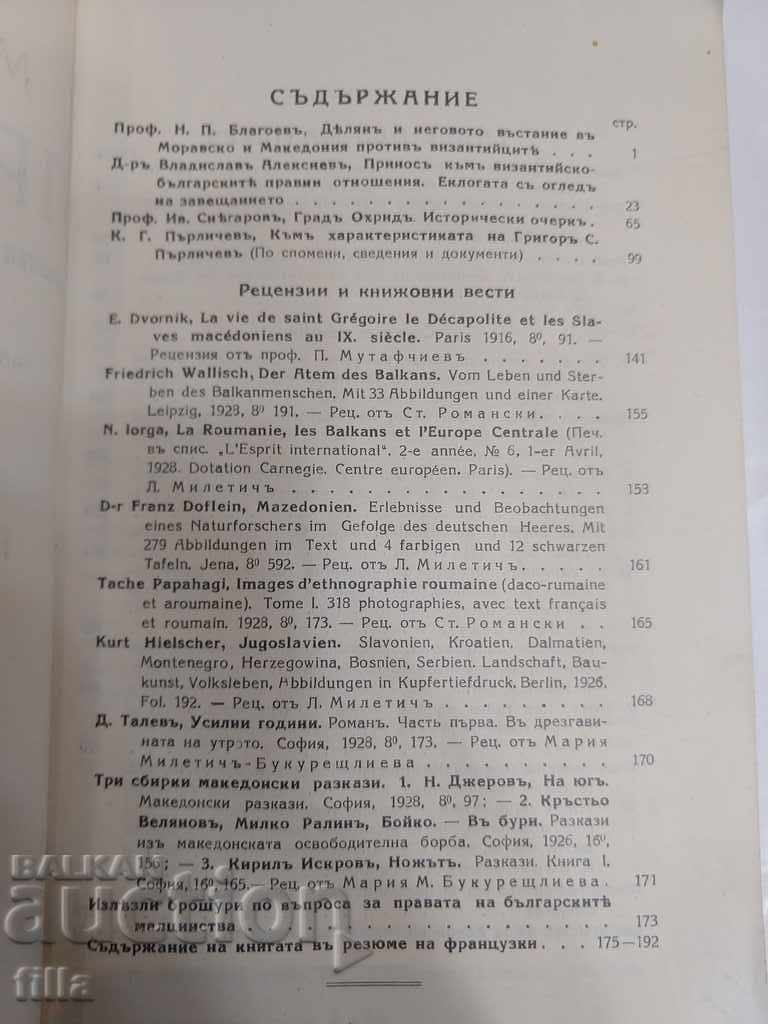 СЪДЪРЖАНИЕ
стр.
Проф. Н. П. Благоевъ, Дѣлянъ и неговото въстание въ
Моравско и Македония противъ византийцитѣ . . . 1
Д-ръ Владиславъ Алексиевъ, Приносъ къмъ византийско-
българскитѣ правни отношения. Еклогата съ огледъ
на завещанието . . . . . . . . . . . 23
Проф. Ив. Снѣгаровъ, Градъ Охридъ. Исторически очеркъ. 65
К. Г. Пърличевъ, Къмъ характеристиката на Григоръ С.
Пърличевъ (По спомени, сведения и документи) . . . . 99
Рецензии и книжовни вести
E. Dvornik, La vie de saint Grégoire le Décapolite et les Sla-
ves macédoniens au IX. siècle. Paris 1916, 8⁰, 91. —
Рецензия отъ проф. П. Мутафчиевъ . . . . . . . 141
Friedrich Wallisch, Der Atem des Balkans. Vom Leben und Ster-
ben des Balkanmenschen. Mit 33 Abbildungen und einer Karte.
Leipzig, 1928, 8⁰ 191. — Рец. отъ Ст. Романски. . . . 155
N. Iorga, La Roumanie, les Balkans et l'Europe Centrale (Печ.
въ спис. „L'Esprit international". 2-e année, № 6, 1-er Avril,
1928. Dotation Carnegie. Centre européen. Paris). — Рец. отъ
Л. Милетичъ . . . . . . . . . . . . . . . 153
D-r Franz Doflein, Mazedonien. Erlebnisse und Beobachtungen
eines Naturforschers im Gefolge des deutschen Heeres. Mit
279 Abbildungen im Text und 4 farbigen und 12 schwarzen
Tafeln. Jena, 8⁰ 592. — Рец. отъ Л. Милетичъ. . . . . 161
Tache Papahagi, Images d'ethnographie roumaine (daco-rumaine
et aroumaine). Tome I. 318 photographies, avec text français
et roumain. 1928, 8⁰, 173. — Рец. отъ Ст. Романски . . 165
Kurt Hielscher, Jugoslavien. Slavonien, Kroatien, Dalmatien,
Montenegro, Herzegowina, Bosnien, Serbien. Landschaft, Bau-
kunst, Volksleben, Abbildungen in Kupfertiefdruck. Berlin, 1926.
Fol. 192. — Рец. отъ Л. Милетичъ . . . . . . . . . 168
Д. Талевъ, Усилни години. Романъ. Часть първа. Въ дрезгави-
ната на утрото. София, 1928, 8⁰, 173. — Рец. отъ Мария
Милетичъ-Букурещлиева . . . . . . . . . . 170
Три сбирки македонски разкази. 1. Н. Джеровъ, На югъ.
Македонски разкази. София, 1928, 8⁰, 97; — 2. Кръстьо
Веляновъ, Милко Ралинъ, Бойко. — Въ бури. Разкази
изъ македонската освободителна борба. София, 1926, 16⁰,
156; — 3. Кирилъ Искровъ, Ножътъ. Разкази. Книга I,
София, 16⁰, 165.— Рец. отъ Мария М. Букурещлиева. 171
Излѣзли брошури по въпроса за правата на българскитѣ
малцинства . . . . . . . . . . . . . . . 173
Съдържание на книгата въ резюме на французки . . . 175—192
BALKAN
auction
filla